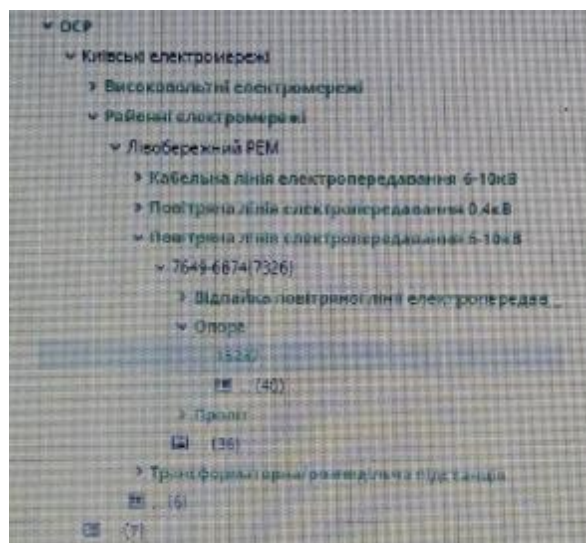 ОСР
Київські електромережі
Високовольтні електромережі
Районні електромережі
Лівобережний РЕМ
Кабельна лінія електропередавання 6-10кВ
Повітряна лінія електропередавання 0,4кВ
Повітряна лінія електропередавання 6-10кВ
7649-6874(7326)
Відпайка повітряної лінії електропередав...
Опора
... (40)
Проліт
(36)
Трансформаторна/розподільча підстанція
... (6)
(7)